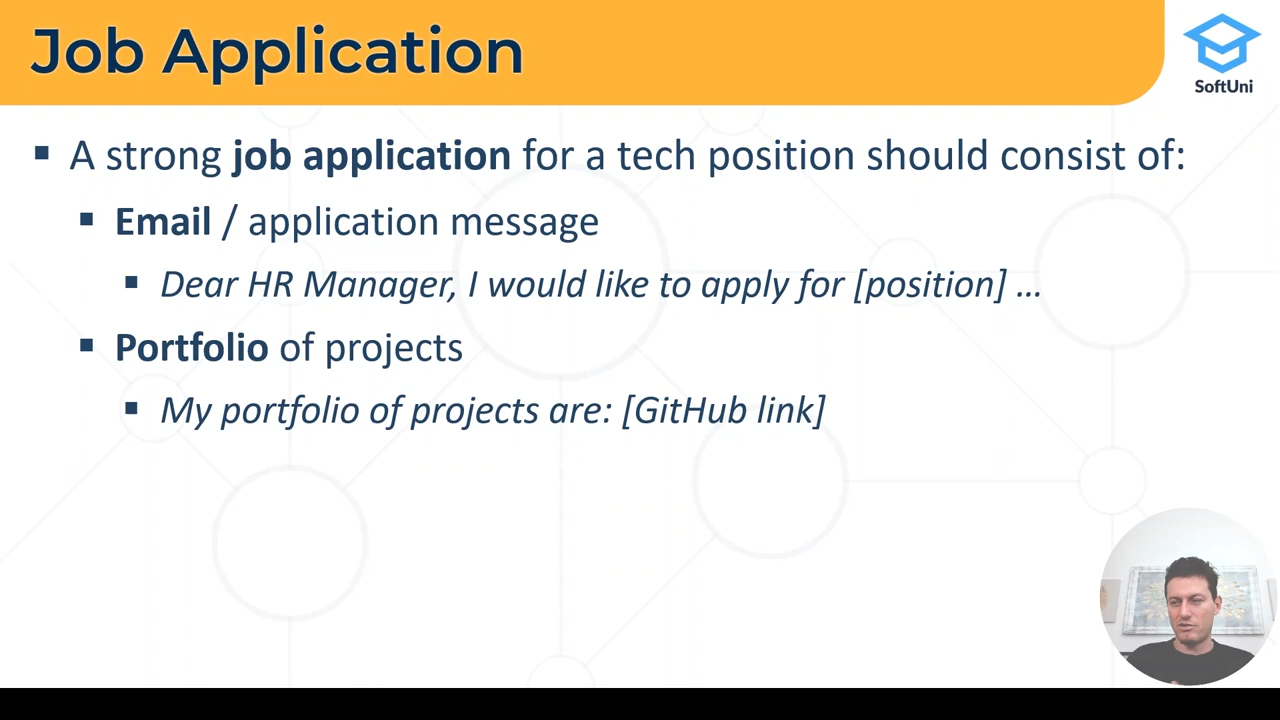 Job Application
SoftUni
▪ A strong job application for a tech position should consist of:
▪ Email / application message
▪ Dear HR Manager, I would like to apply for [position] …
▪ Portfolio of projects
▪ My portfolio of projects are: [GitHub link]